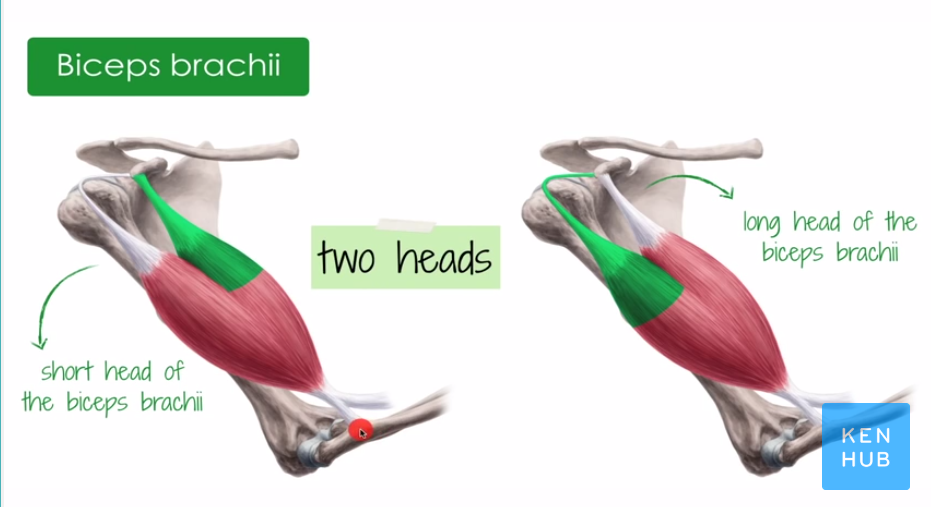 Biceps brachii
two heads
short head of
the biceps brachii
long head of the
biceps brachii
KEN
HUB